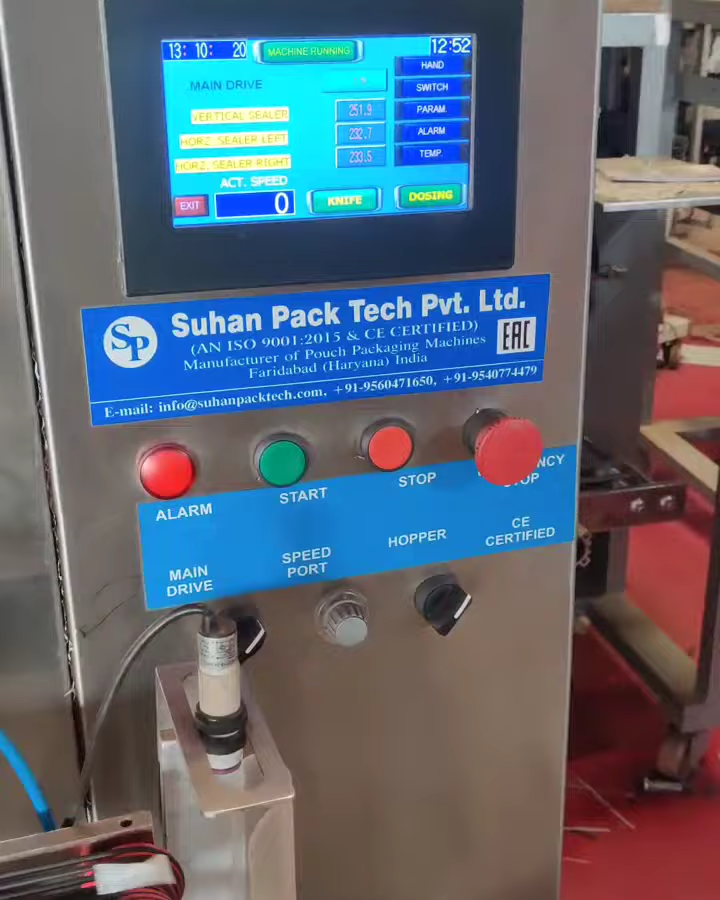 13: 10: 20
MACHINE RUNNING
12:52
HAND
MAIN DRIVE
SWITCH
VERTICAL SEALER 251.9
PARAM.
HORZ. SEALER LEFT 232.7
ALARM
HORZ. SEALER RIGHT 233.5
TEMP.
ACT. SPEED
EXIT
0
KNIFE
DOSING
SP
Suhan Pack Tech Pvt. Ltd.
(AN ISO 9001:2015 & CE CERTIFIED)
Manufacturer of Pouch Packaging Machines
Faridabad (Haryana) India
EAC
E-mail: info@suhanpacktech.com, +91-9560471650, +91-9540774479
ALARM
START
STOP
NCY
STOP
MAIN
DRIVE
SPEED
PORT
HOPPER
CE
CERTIFIED